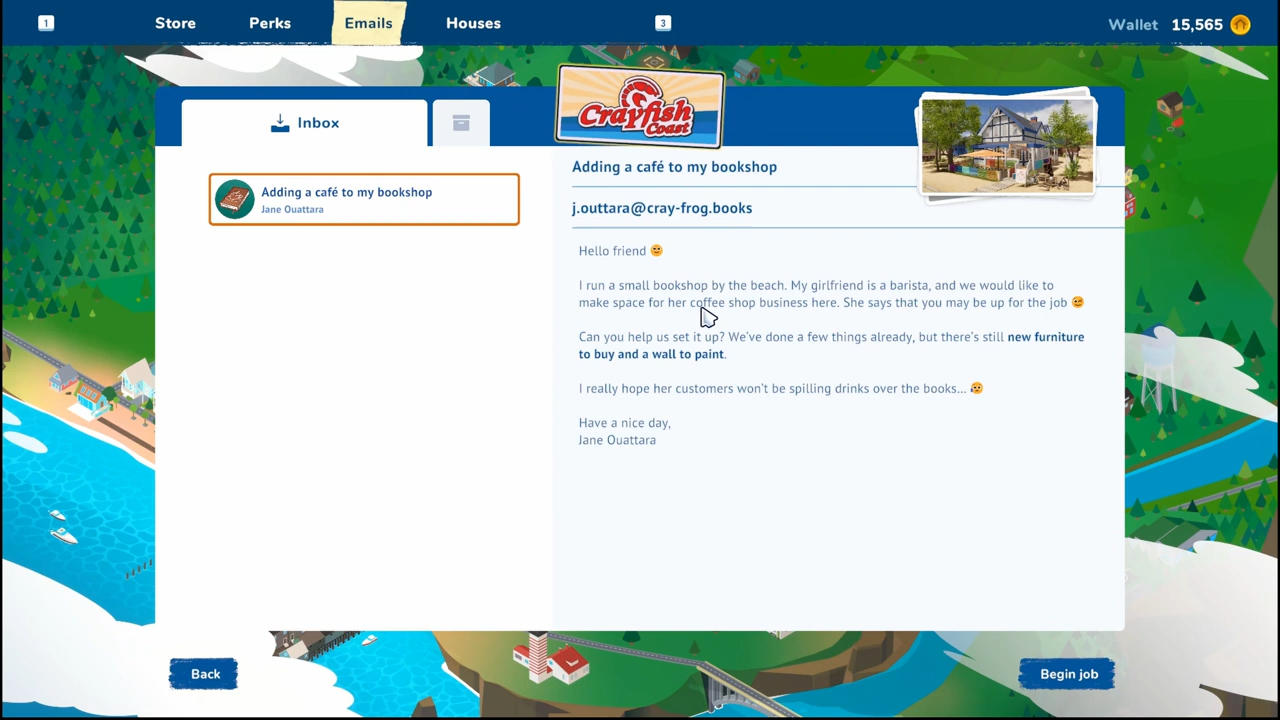 1
Store
Perks
Emails
Houses
3
Wallet 15,565
Inbox
Crayfish
Coast
Adding a café to my bookshop
Jane Ouattara
Adding a café to my bookshop
j.outtara@cray-frog.books
Hello friend 🙂
I run a small bookshop by the beach. My girlfriend is a barista, and we would like to
make space for her coffee shop business here. She says that you may be up for the job 😉
Can you help us set it up? We've done a few things already, but there's still new furniture
to buy and a wall to paint.
I really hope her customers won't be spilling drinks over the books... 😥
Have a nice day,
Jane Ouattara
Back
Begin job